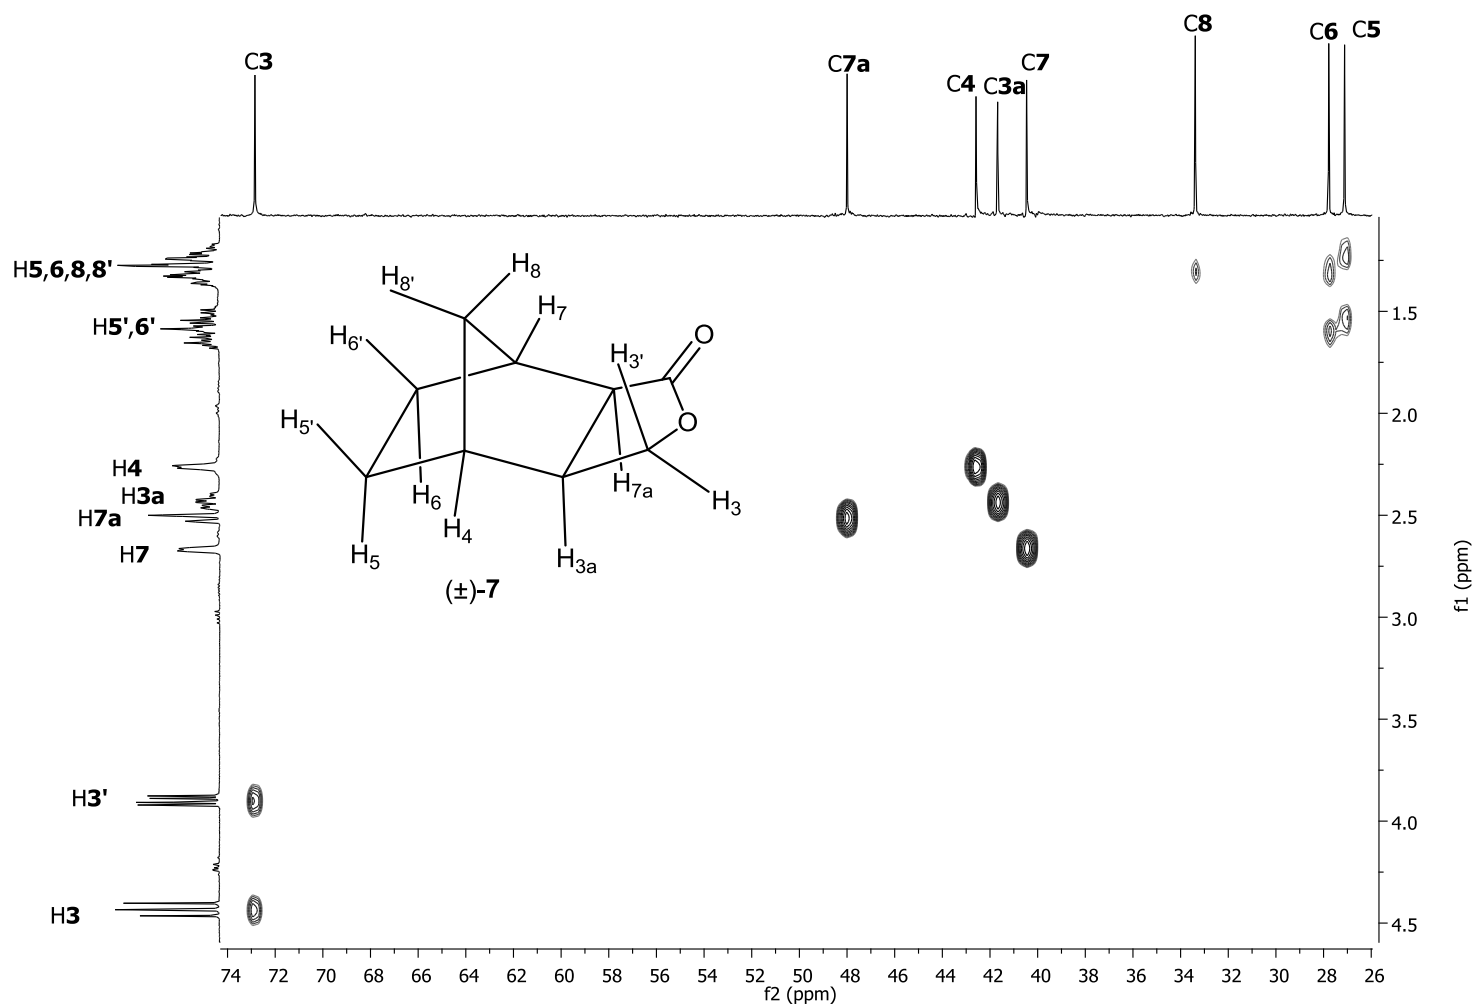 C3
C7a
C4
C3a
C7
C8
C6
C5
H5,6,8,8'
H5',6'
H4
H3a
H7a
H7
H3'
H3
H8'
H8
H7
H6'
H3'
O
O
H5'
H6
H7a
H3
H4
H5
H3a
(±)-7
1.5
2.0
2.5
3.0
3.5
4.0
4.5
f1 (ppm)
74 72 70 68 66 64 62 60 58 56 54 52 50 48 46 44 42 40 38 36 34 32 30 28 26
f2 (ppm)